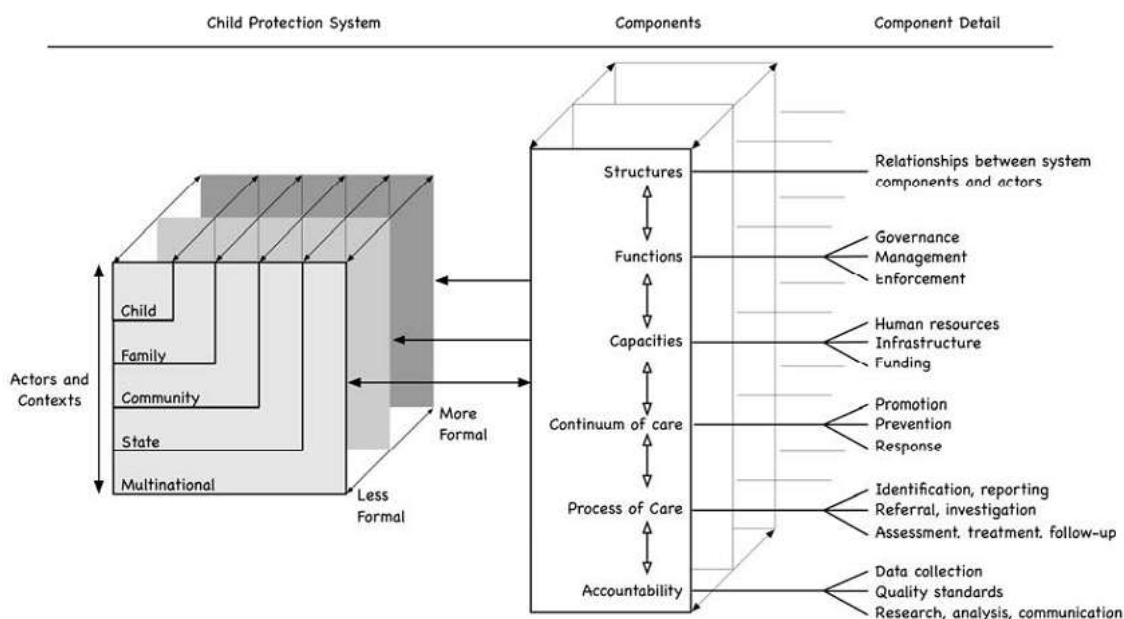 Child Protection System
Components
Component Detail
Actors and
Contexts
Child
Family
Community
State
Multinational
More
Formal
Less
Formal
Structures
Functions
Capacities
Continuum of care
Process of Care
Accountability
Relationships between system
components and actors
Governance
Management
Enforcement
Human resources
Infrastructure
Funding
Promotion
Prevention
Response
Identification, reporting
Referral, investigation
Assessment, treatment, follow-up
Data collection
Quality standards
Research, analysis, communication